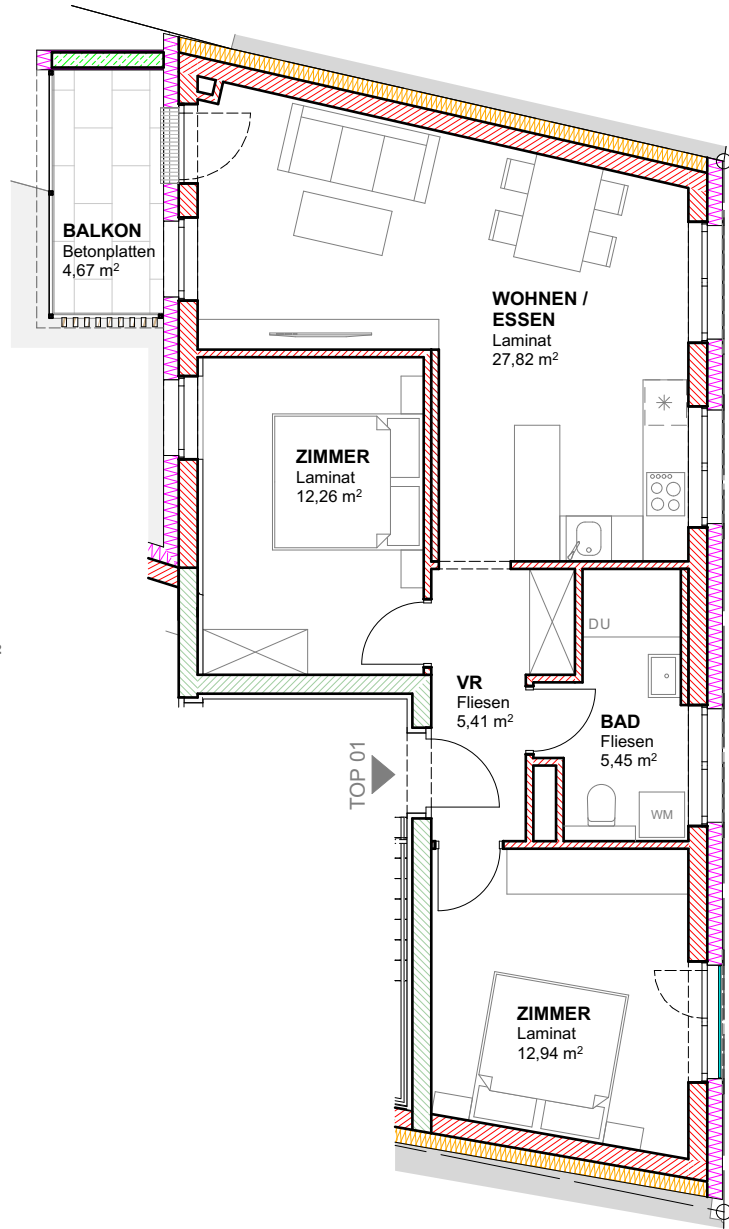 BALKON
Betonplatten
4,67 m²
WOHNEN /
ESSEN
Laminat
27,82 m²
ZIMMER
Laminat
12,26 m²
DU
VR
Fliesen
5,41 m²
BAD
Fliesen
5,45 m²
TOP 01
WM
ZIMMER
Laminat
12,94 m²